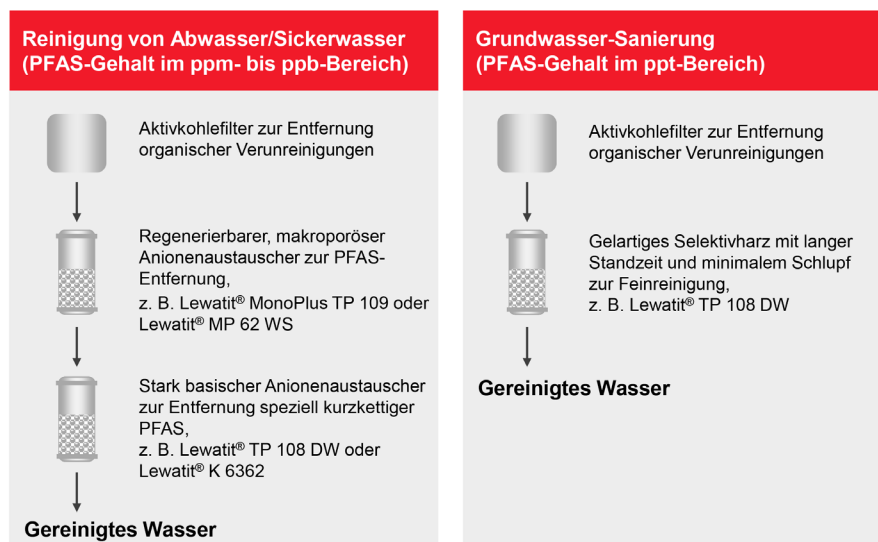 Reinigung von Abwasser/Sickerwasser
(PFAS-Gehalt im ppm- bis ppb-Bereich)
Aktivkohlefilter zur Entfernung
organischer Verunreinigungen
Regenerierbarer, makroporöser
Anionenaustauscher zur PFAS-
Entfernung,
z. B. Lewatit® MonoPlus TP 109 oder
Lewatit® MP 62 WS
Stark basischer Anionenaustauscher
zur Entfernung speziell kurzkettiger
PFAS,
z. B. Lewatit® TP 108 DW oder
Lewatit® K 6362
Gereinigtes Wasser
Grundwasser-Sanierung
(PFAS-Gehalt im ppt-Bereich)
Aktivkohlefilter zur Entfernung
organischer Verunreinigungen
Gelartiges Selektivharz mit langer
Standzeit und minimalem Schlupf
zur Feinreinigung,
z. B. Lewatit® TP 108 DW
Gereinigtes Wasser